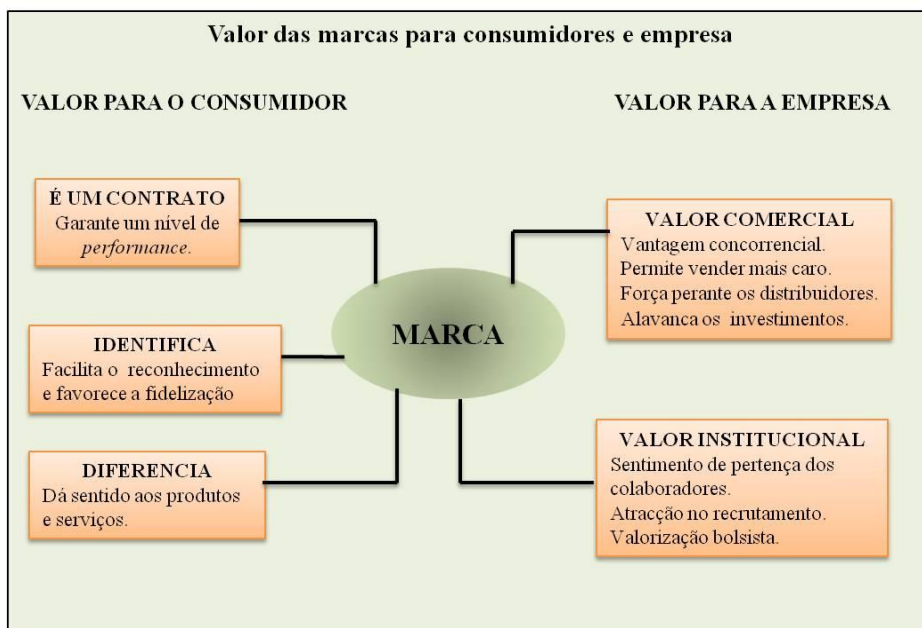 Valor das marcas para consumidores e empresa
VALOR PARA O CONSUMIDOR
VALOR PARA A EMPRESA
É UM CONTRATO
Garante um nível de
performance.
IDENTIFICA
Facilita o reconhecimento
e favorece a fidelização
DIFERENCIA
Dá sentido aos produtos
e serviços.
MARCA
VALOR COMERCIAL
Vantagem concorrencial.
Permite vender mais caro.
Força perante os distribuidores.
Alavanca os investimentos.
VALOR INSTITUCIONAL
Sentimento de pertença dos
colaboradores.
Atracção no recrutamento.
Valorização bolsista.